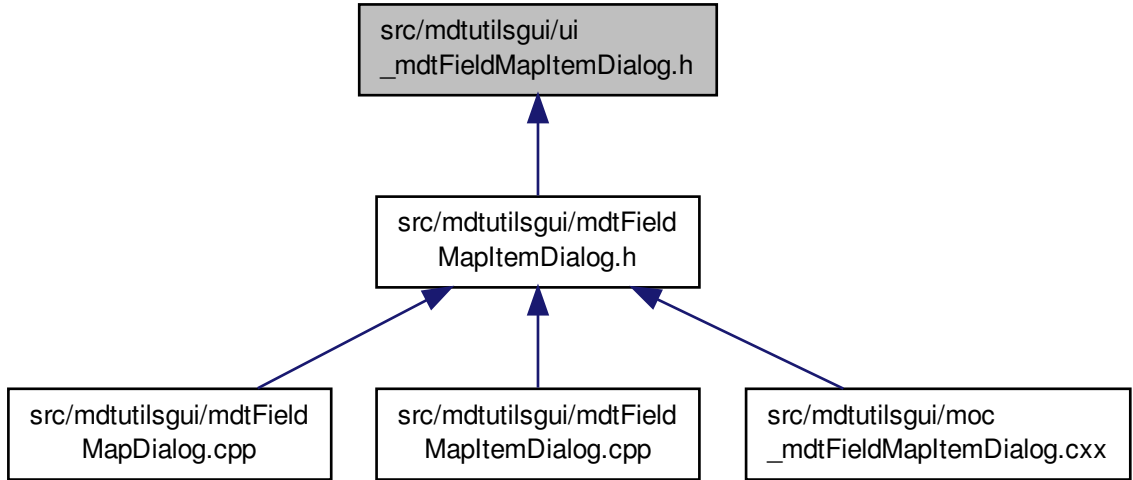 src/mdtutilsgui/ui
_mdtFieldMapItemDialog.h
src/mdtutilsgui/mdtField
MapItemDialog.h
src/mdtutilsgui/mdtField
MapDialog.cpp
src/mdtutilsgui/mdtField
MapItemDialog.cpp
src/mdtutilsgui/moc
_mdtFieldMapItemDialog.cxx